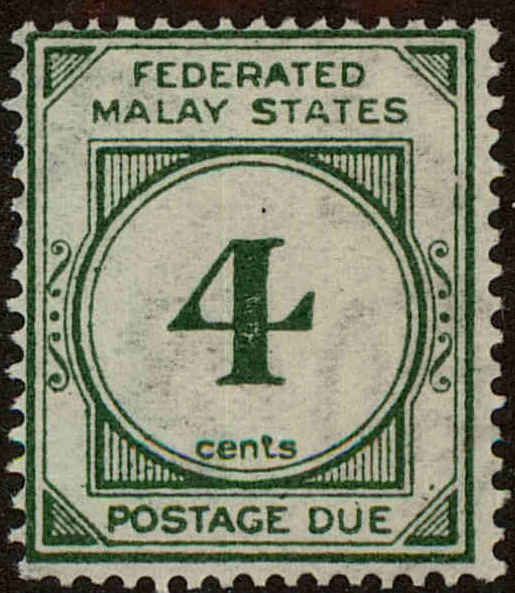 FEDERATED
MALAY STATES
4
cents
POSTAGE DUE